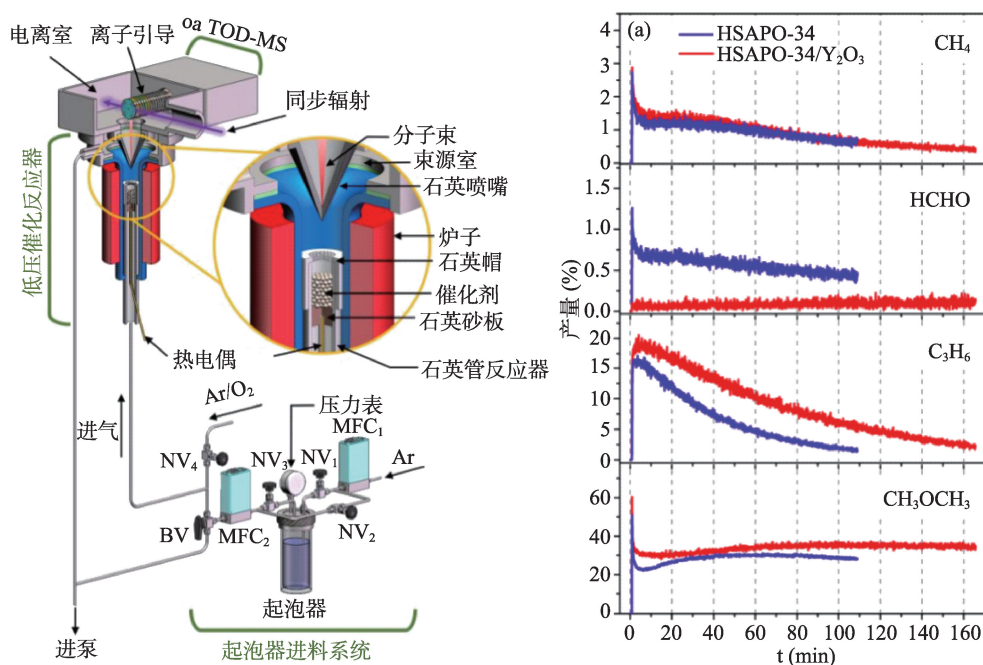 电离室
离子引导
oa TOD-MS
同步辐射
低压催化反应器
分子束
束源室
石英喷嘴
炉子
石英帽
催化剂
石英砂板
石英管反应器
热电偶
进气
Ar/O₂
压力表
MFC₁
Ar
NV₄
NV₃
NV₁
BV
MFC₂
NV₂
起泡器
进泵
起泡器进料系统
(a)
HSAPO-34
HSAPO-34/Y₂O₃
CH₄
4
3
2
1
0
HCHO
1.5
1.0
0.5
0.0
C₃H₆
20
15
10
5
0
CH₃OCH₃
60
40
20
0
产量 (%)
0 20 40 60 80 100 120 140 160
t (min)